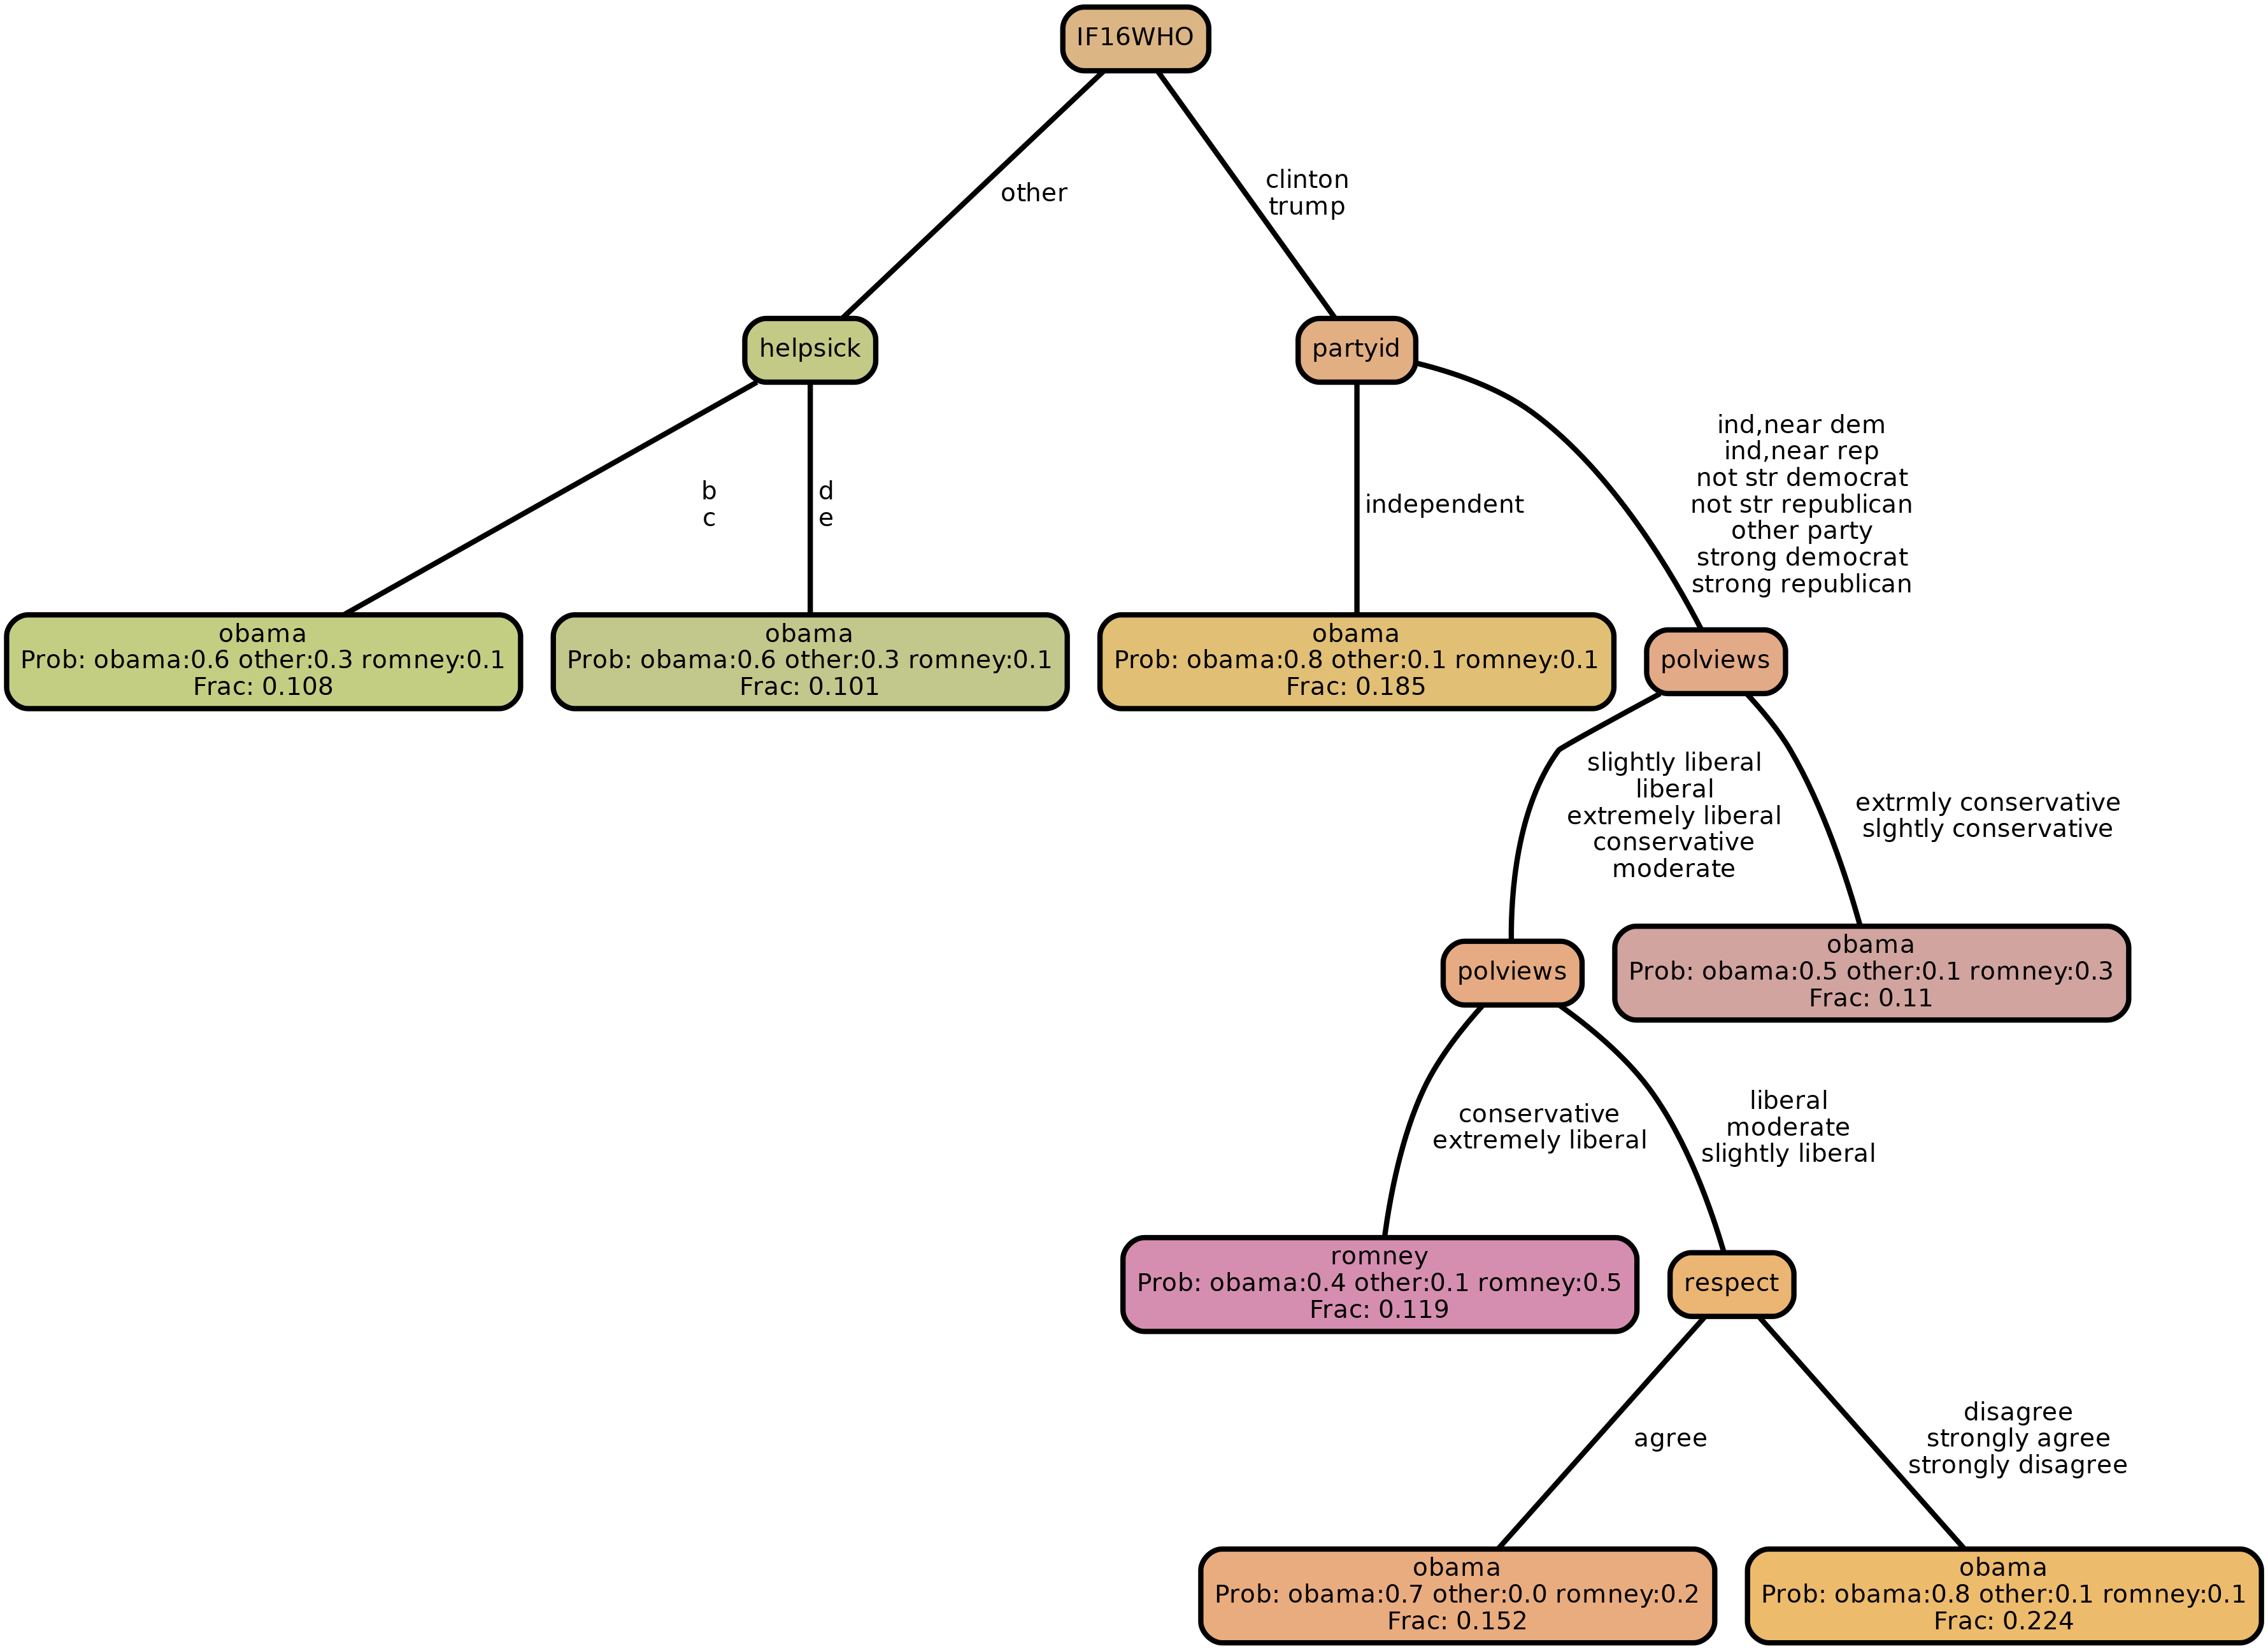 IF16WHO
other
clinton
trump
helpsick
partyid
b
c
d
e
independent
ind,near dem
ind,near rep
not str democrat
not str republican
other party
strong democrat
strong republican
obama
Prob: obama:0.6 other:0.3 romney:0.1
Frac: 0.108
obama
Prob: obama:0.6 other:0.3 romney:0.1
Frac: 0.101
obama
Prob: obama:0.8 other:0.1 romney:0.1
Frac: 0.185
polviews
slightly liberal
liberal
extremely liberal
conservative
moderate
extrmly conservative
slghtly conservative
polviews
obama
Prob: obama:0.5 other:0.1 romney:0.3
Frac: 0.11
conservative
extremely liberal
liberal
moderate
slightly liberal
romney
Prob: obama:0.4 other:0.1 romney:0.5
Frac: 0.119
respect
agree
disagree
strongly agree
strongly disagree
obama
Prob: obama:0.7 other:0.0 romney:0.2
Frac: 0.152
obama
Prob: obama:0.8 other:0.1 romney:0.1
Frac: 0.224